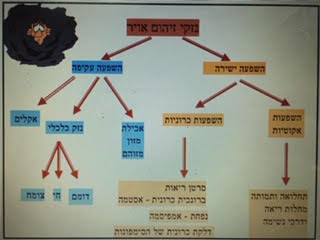 נזקי זיהום אויר
השפעה עקיפה
השפעה ישירה
אקלים
נזק כלכלי
אכילת
מזון
מזוהם
השפעות כרוניות
השפעות
אקוטיות
דומם
חי
צומח
סרטן ריאות
ברונכיט כרונית - אסטמה
נפחת - אמפיסמה
דלקת כרונית של הסימפונות
תחלואה ותמותה
מחלות ריאה
ודרכי נשימה